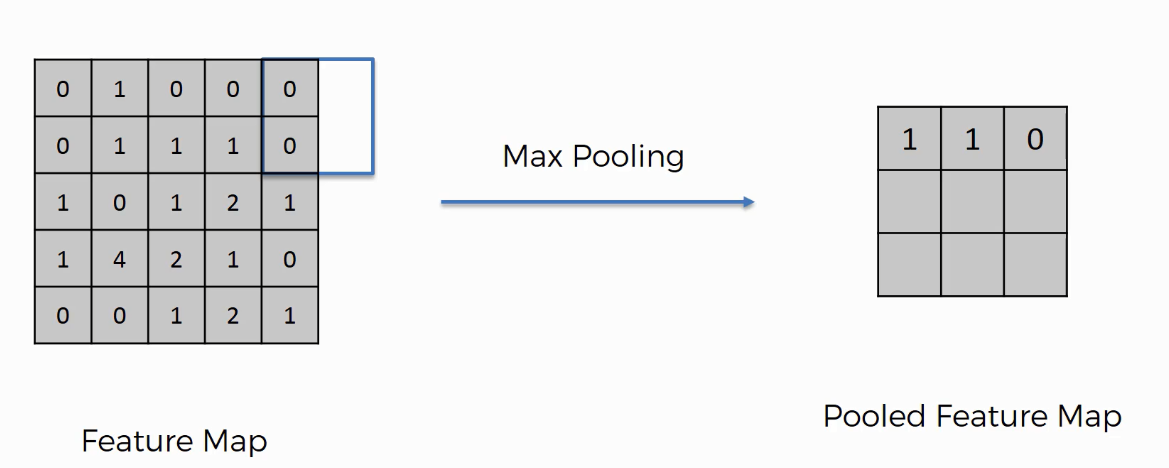 0 1 0 0 0
0 1 1 1 0
1 0 1 2 1
1 4 2 1 0
0 0 1 2 1
Feature Map
Max Pooling
1 1 0
Pooled Feature Map